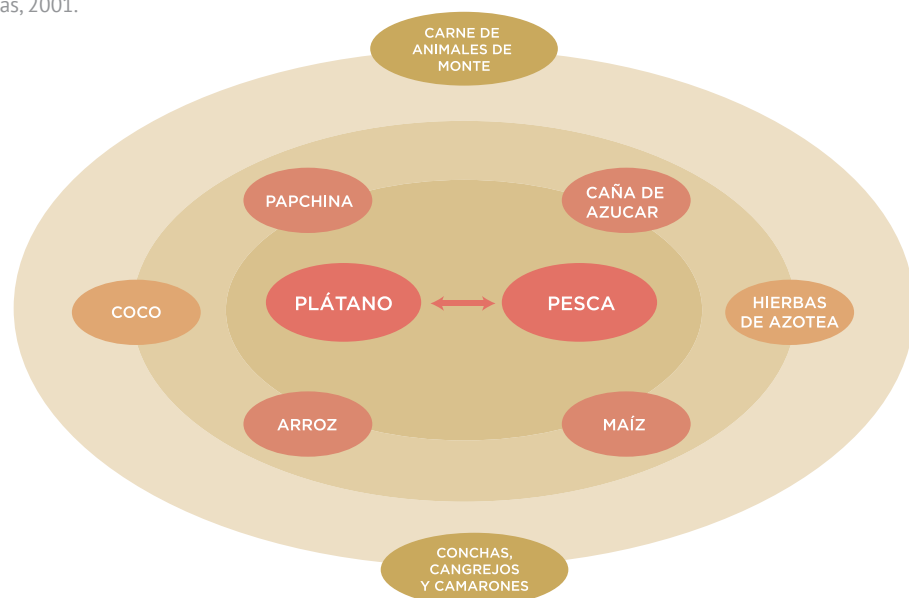 as, 2001.
CARNE DE
ANIMALES DE
MONTE
PAPCHINA
CAÑA DE
AZUCAR
PLÁTANO
PESCA
COCO
HIERBAS
DE AZOTEA
ARROZ
MAÍZ
CONCHAS,
CANGREJOS
Y CAMARONES